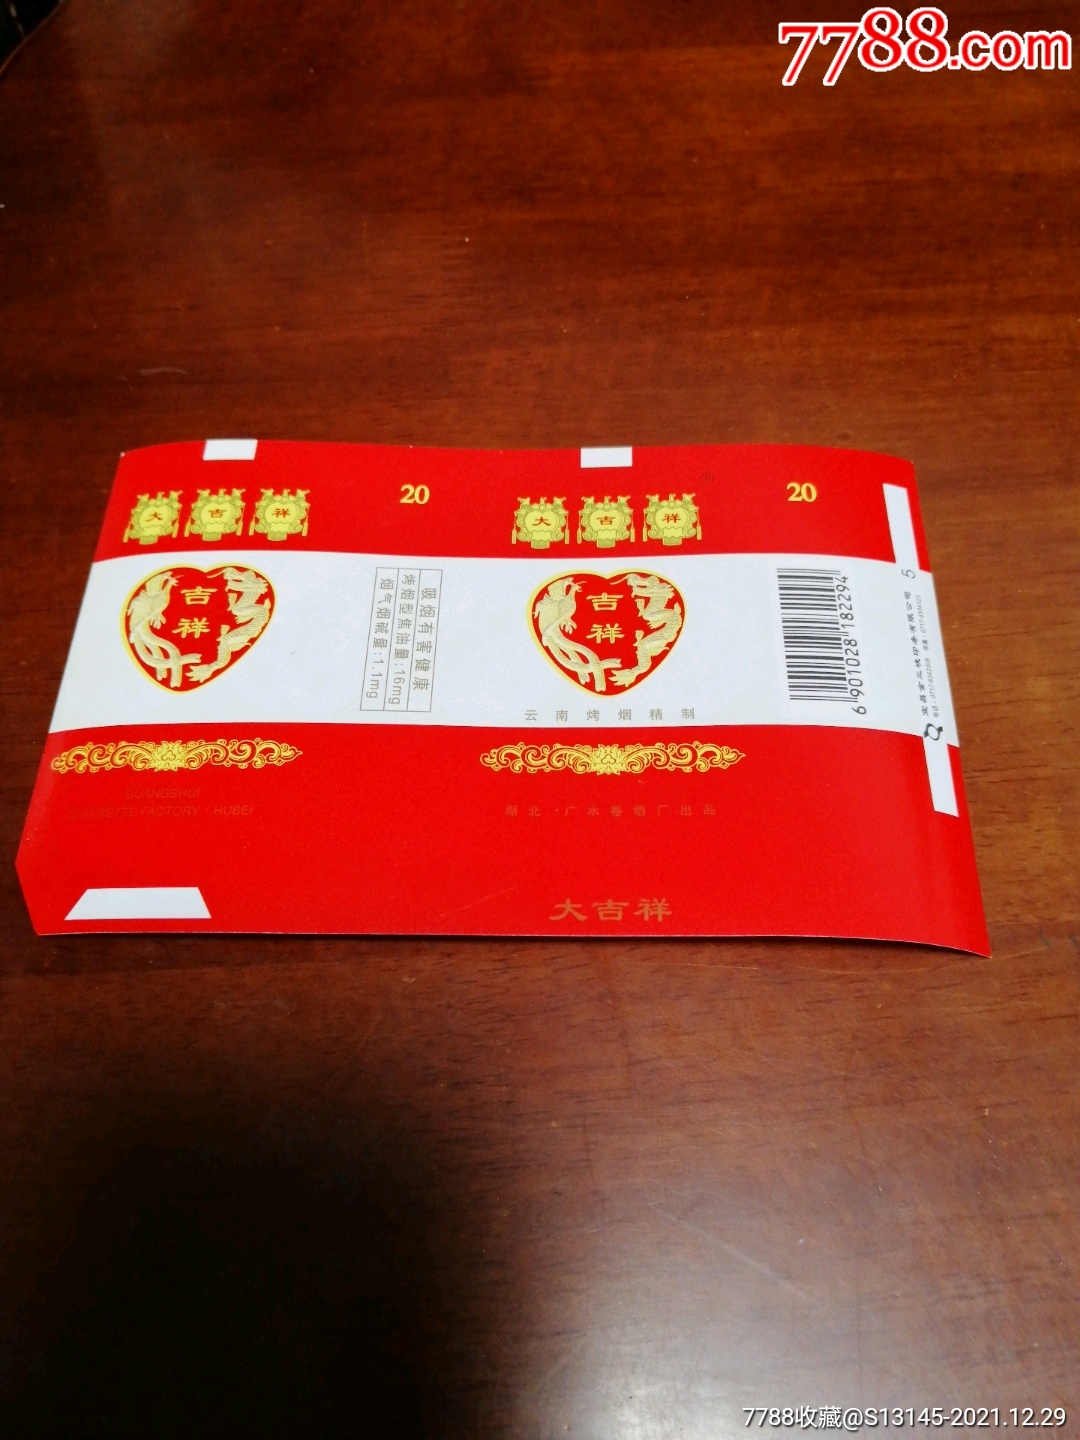 7788.com
大 吉 祥
20
大 吉 祥
20
吉
祥
吸烟有害健康
烤烟型焦油量:16mg
烟气烟碱量:1.1mg
吉
祥
云南烤烟精制
6 901028 182294
5
GUANGSHUI
RETTE FACTORY · HUBEI
湖北·广水卷烟厂出品
大吉祥
7788收藏@S13145-2021.12.29